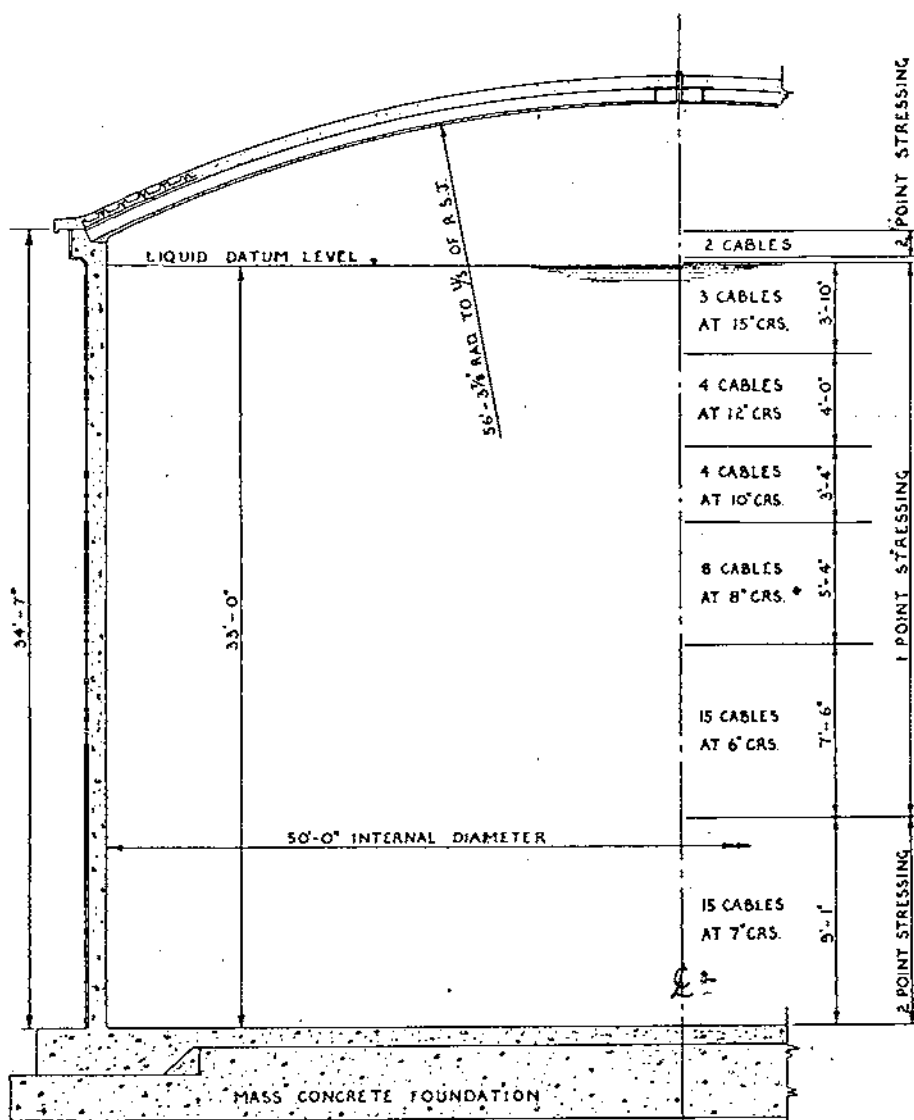 2 POINT STRESSING
2 CABLES
LIQUID DATUM LEVEL
56'-3⅞" RAD TO ⅓ OF R.S.J.
3 CABLES
AT 15" CRS.
3'-10"
4 CABLES
AT 12" CRS
4'-0"
4 CABLES
AT 10" CRS.
3'-4"
34'-7"
33'-0"
8 CABLES
AT 8" CRS.
5'-4"
1 POINT STRESSING
15 CABLES
AT 6" CRS.
7'-6"
50'-0" INTERNAL DIAMETER
15 CABLES
AT 7" CRS.
9'-1"
2 POINT STRESSING
℄
MASS CONCRETE FOUNDATION